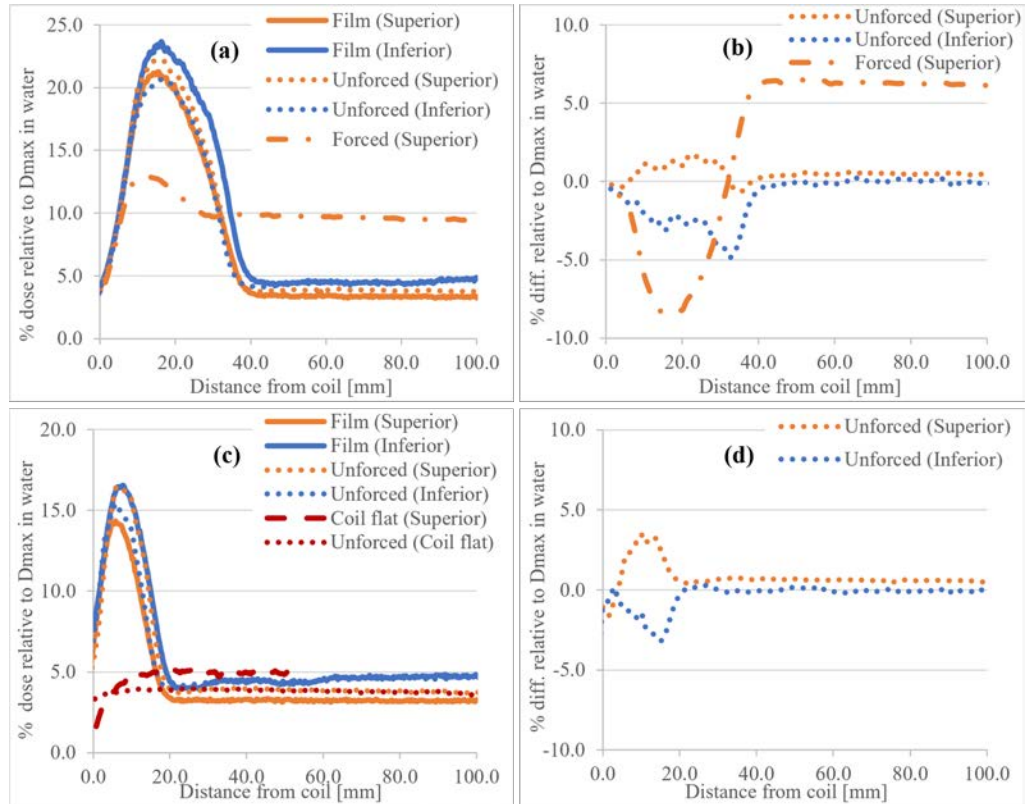 (a)
Film (Superior)
Film (Inferior)
Unforced (Superior)
Unforced (Inferior)
Forced (Superior)
% dose relative to Dmax in water
25.0
20.0
15.0
10.0
5.0
0.0
0.0 20.0 40.0 60.0 80.0 100.0
Distance from coil [mm]
(b)
Unforced (Superior)
Unforced (Inferior)
Forced (Superior)
% diff. relative to Dmax in water
10.0
5.0
0.0
-5.0
-10.0
0.0 20.0 40.0 60.0 80.0 100.0
Distance from coil [mm]
(c)
Film (Superior)
Film (Inferior)
Unforced (Superior)
Unforced (Inferior)
Coil flat (Superior)
Unforced (Coil flat)
% dose relative to Dmax in water
20.0
15.0
10.0
5.0
0.0
0.0 20.0 40.0 60.0 80.0 100.0
Distance from coil [mm]
(d)
Unforced (Superior)
Unforced (Inferior)
% diff. relative to Dmax in water
10.0
5.0
0.0
-5.0
-10.0
0.0 20.0 40.0 60.0 80.0 100.0
Distance from coil [mm]